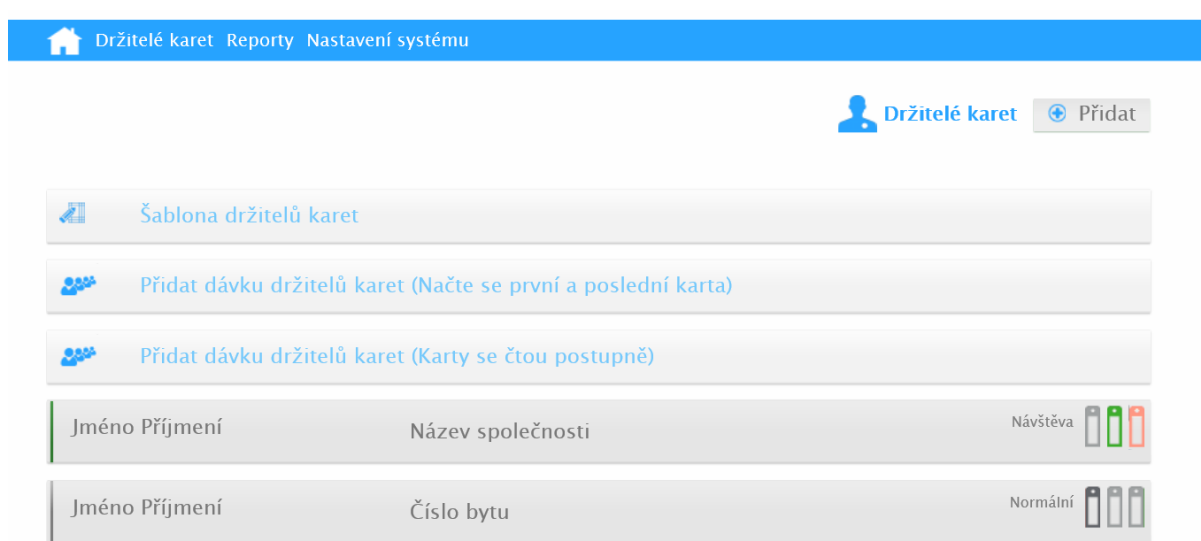 Držitelé karet Reporty Nastavení systému
Držitelé karet Přidat
Šablona držitelů karet
Přidat dávku držitelů karet (Načte se první a poslední karta)
Přidat dávku držitelů karet (Karty se čtou postupně)
Jméno Příjmení Název společnosti Návštěva
Jméno Příjmení Číslo bytu Normální